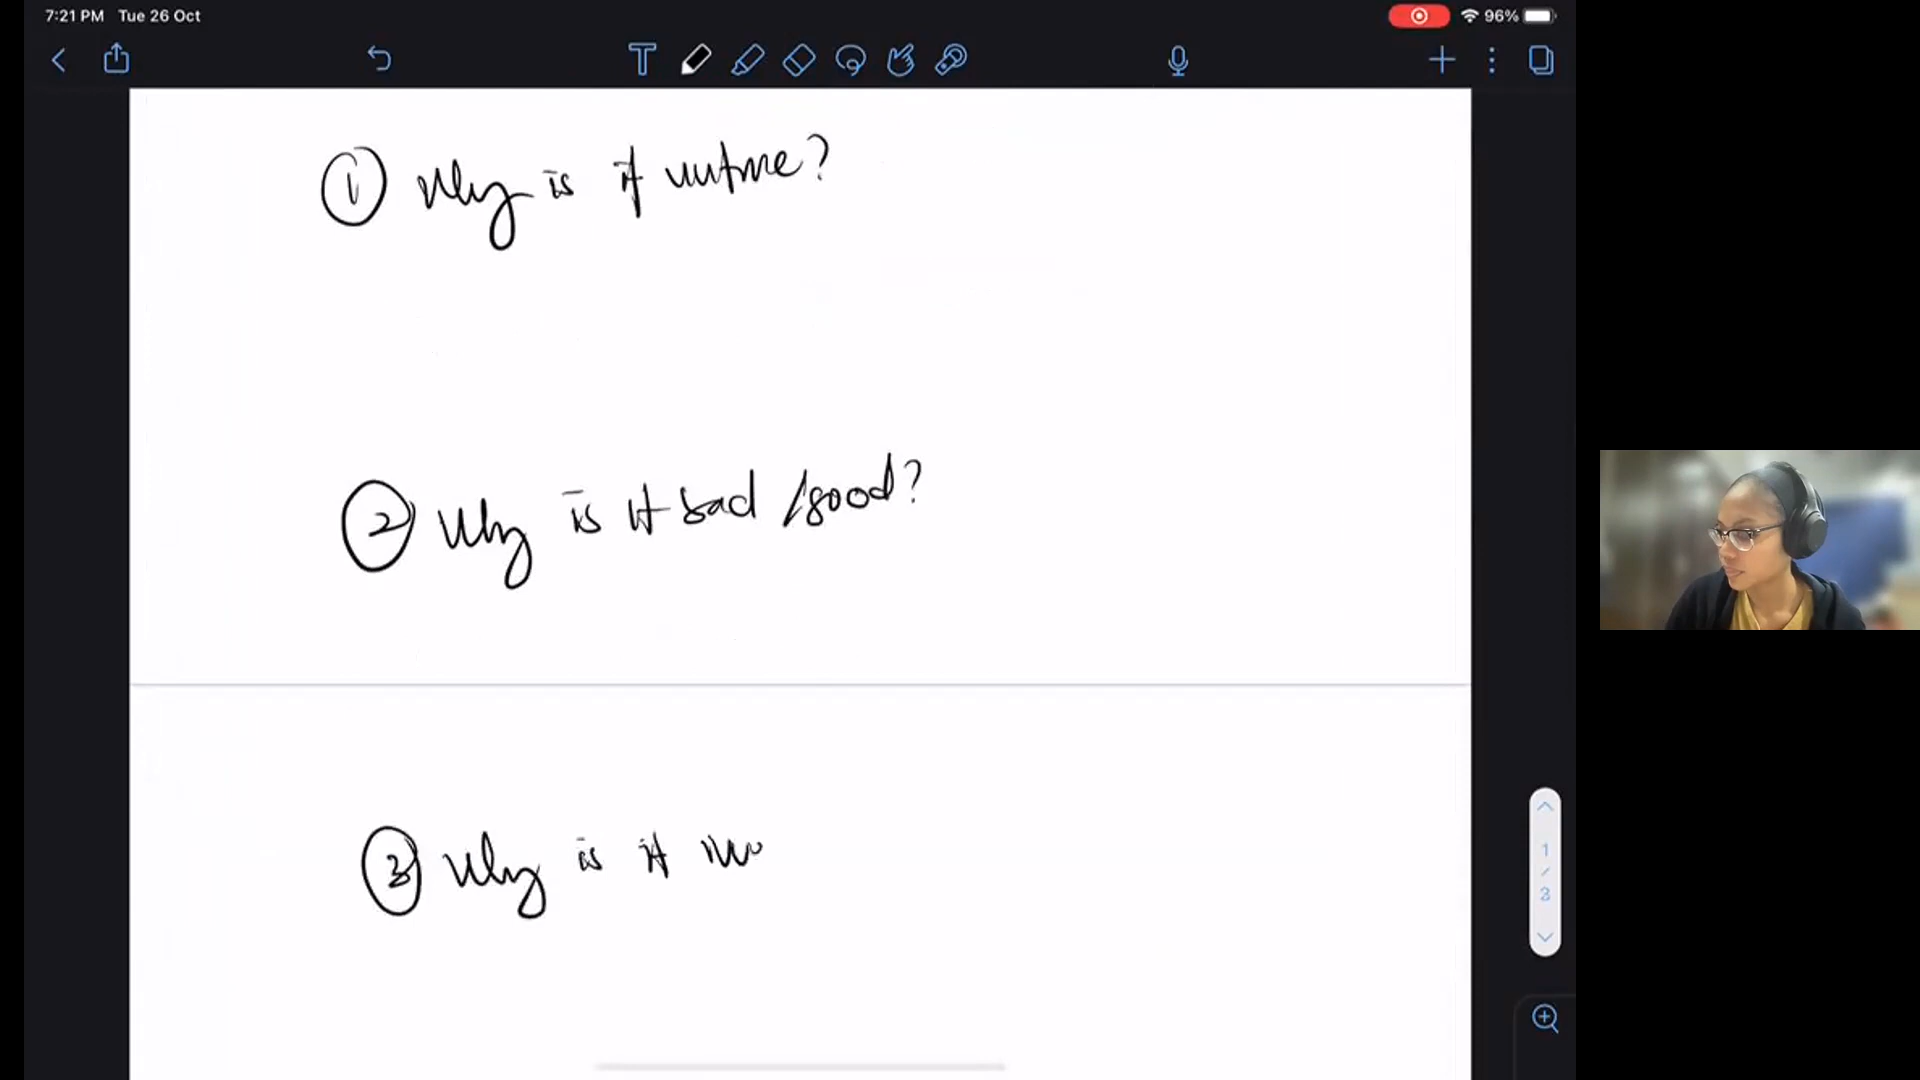 7:21 PM Tue 26 Oct
96%
① Why is it untrue?
② Why is it bad /good?
1
/
3
③ Why is it